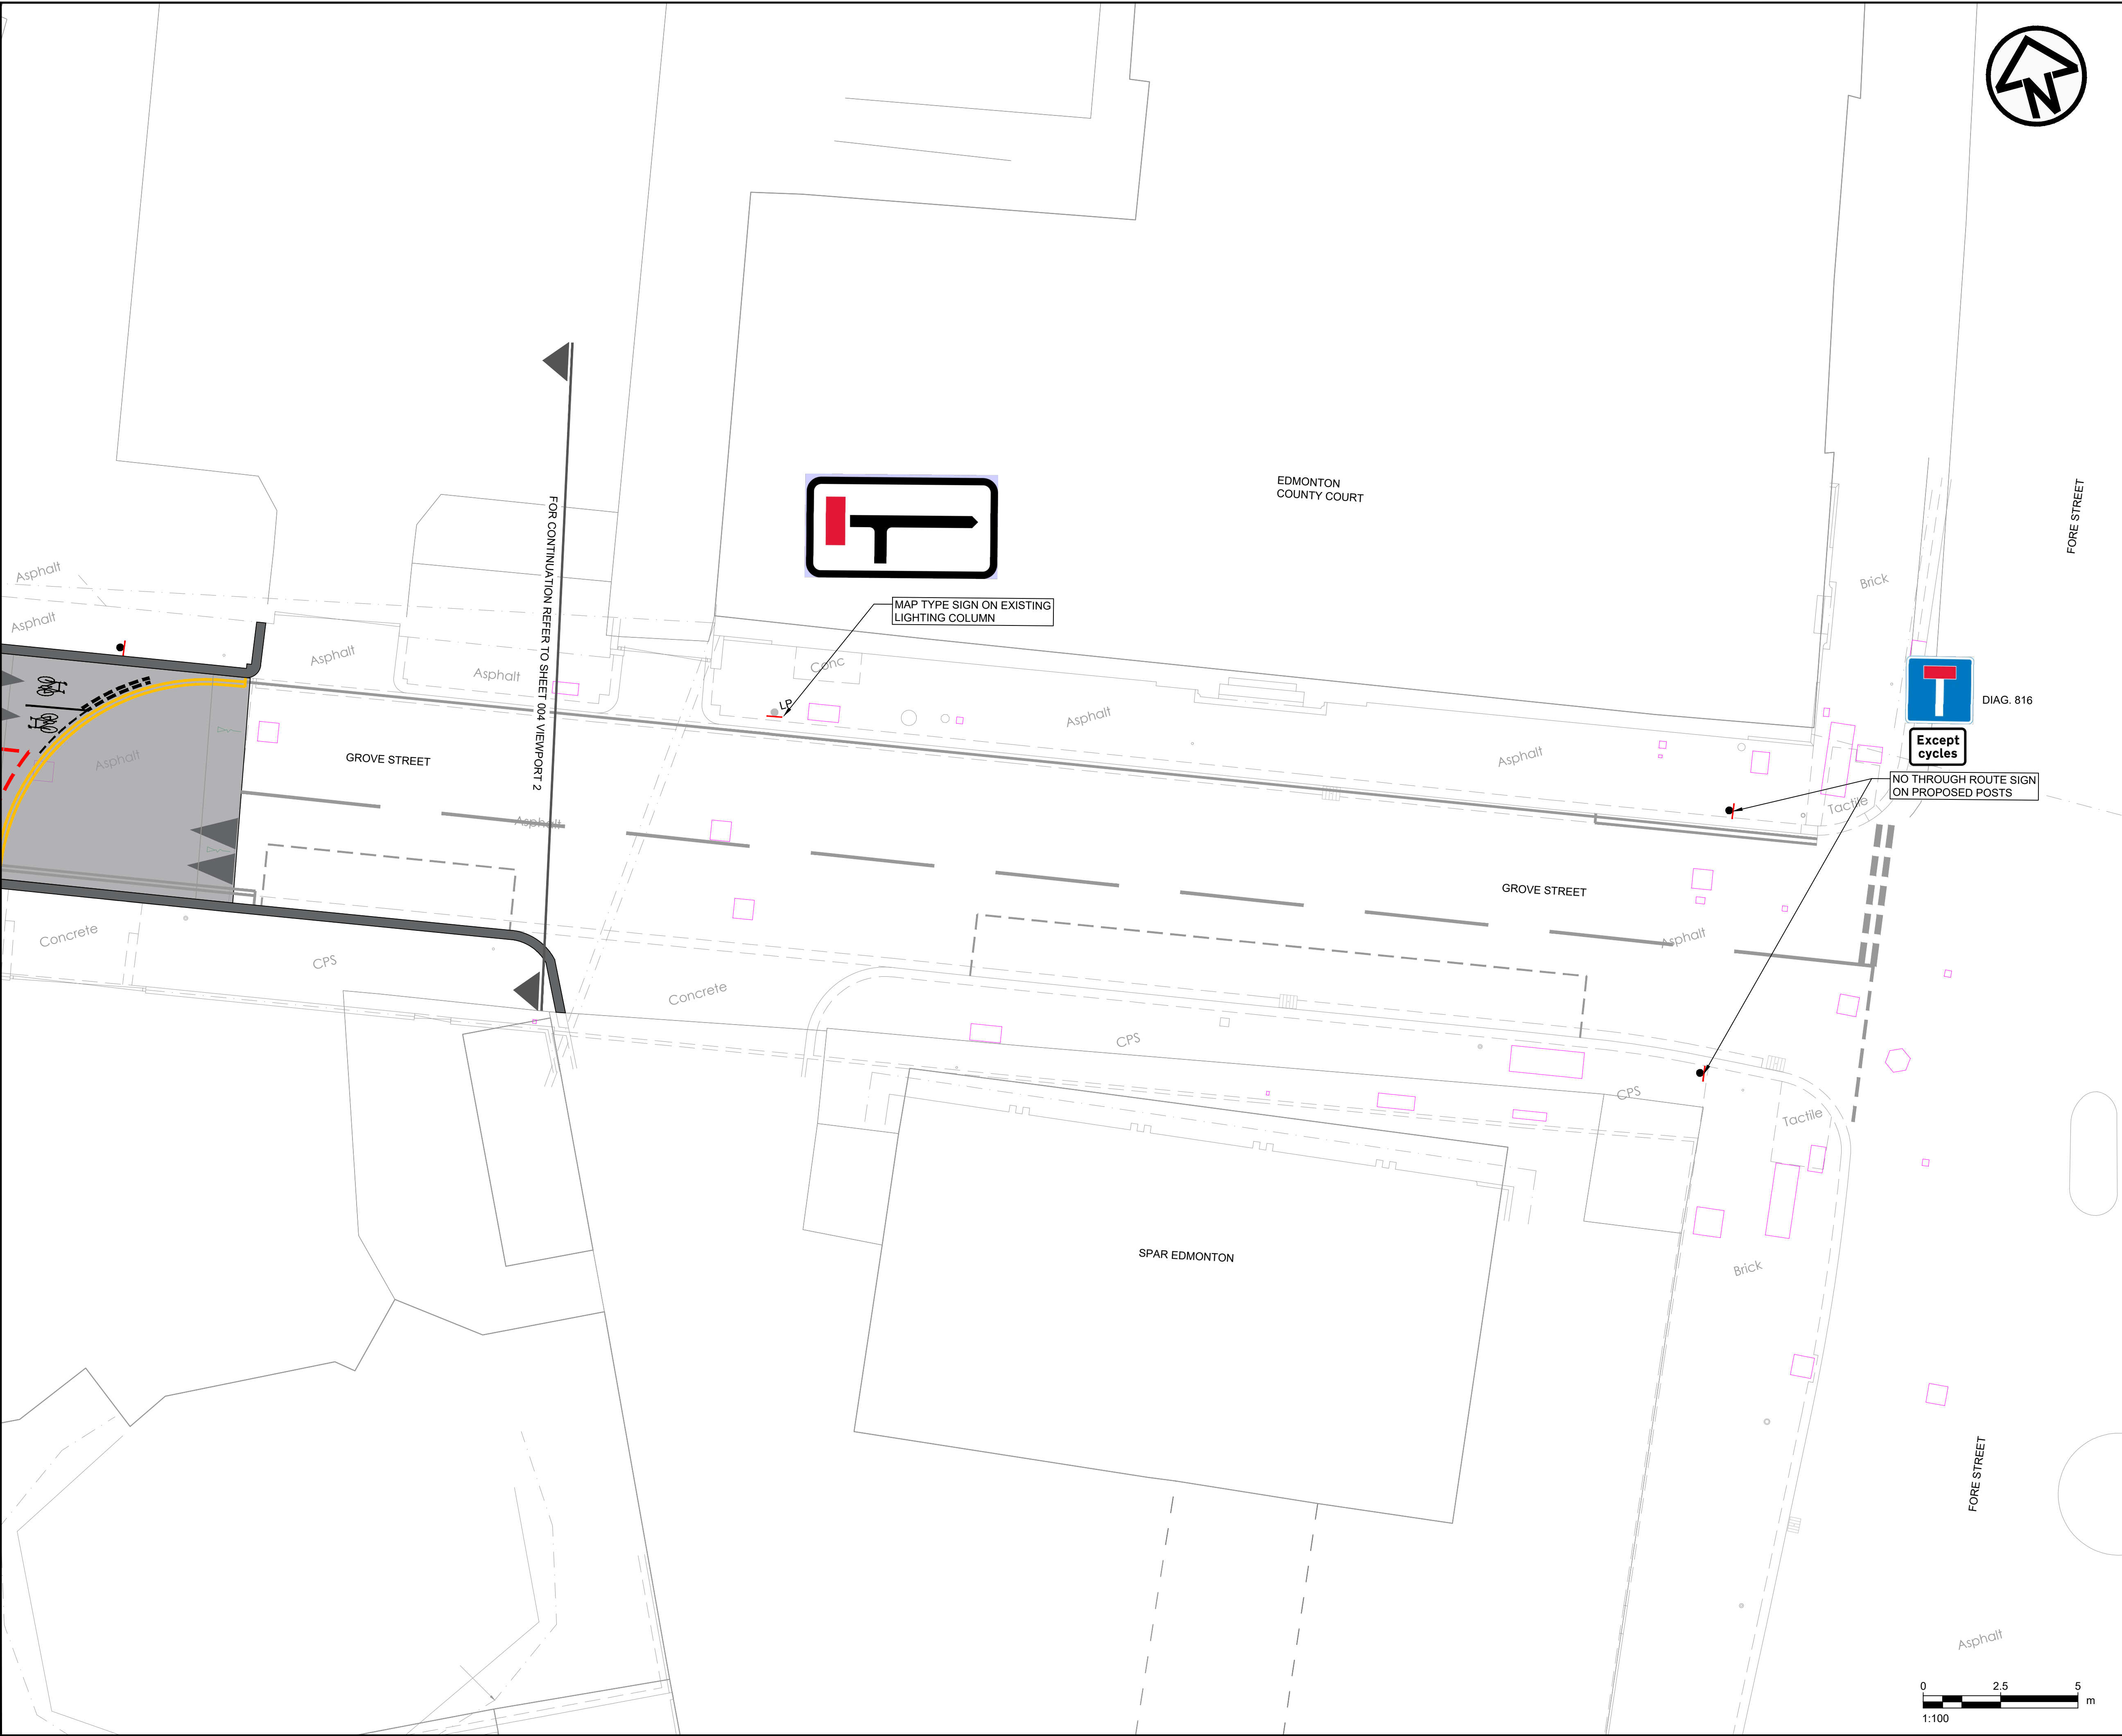 N
EDMONTON
COUNTY COURT
FORE STREET
FOR CONTINUATION REFER TO SHEET 004 VIEWPORT 2
Asphalt
Asphalt
Asphalt
Asphalt
Brick
MAP TYPE SIGN ON EXISTING
LIGHTING COLUMN
Conc
LP
Asphalt
Asphalt
DIAG. 816
Except
cycles
NO THROUGH ROUTE SIGN
ON PROPOSED POSTS
Tactile
Asphalt
GROVE STREET
Asphalt
GROVE STREET
Asphalt
Concrete
CPS
Concrete
CPS
CPS
Tactile
SPAR EDMONTON
Brick
FORE STREET
Asphalt
0 2.5 5
m
1:100